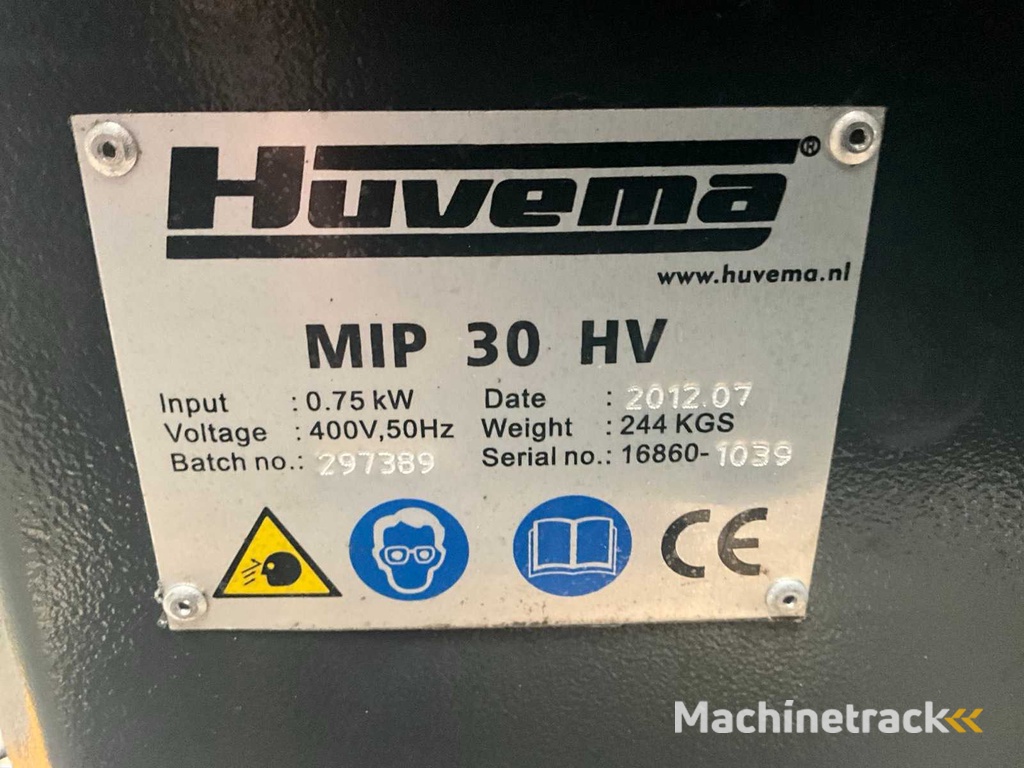 Huvema®
www.huvema.nl
MIP 30 HV
Input : 0.75 kW Date : 2012.07
Voltage : 400V,50Hz Weight : 244 KGS
Batch no.: 297389 Serial no.: 16860-1039
CE
Machinetrack